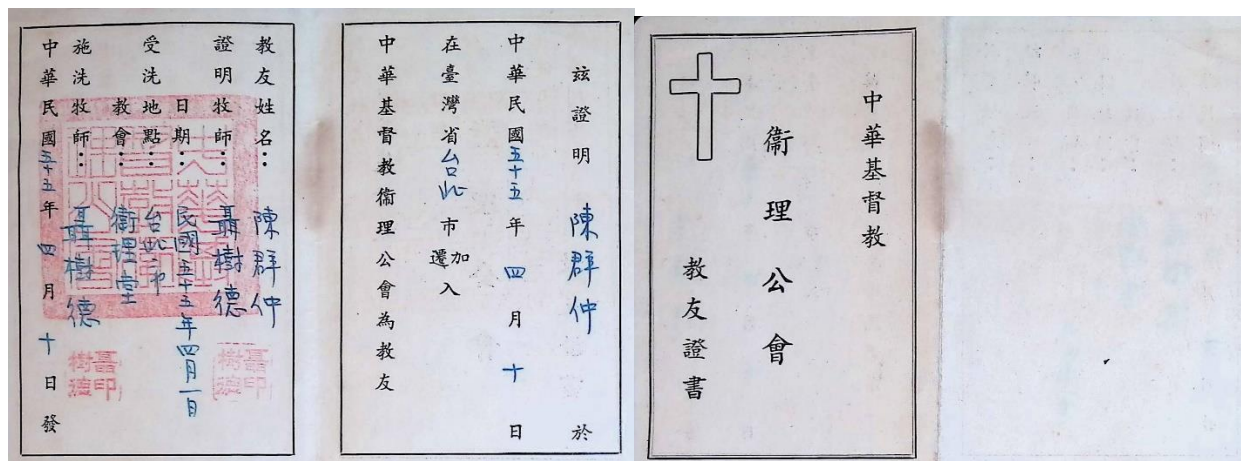 中華基督教
衛理公會
教友證書
茲證明陳群仲於
中華民國五十五年四月十日
在臺灣省台北市加遷入
中華基督教衛理公會為教友
教友姓名：陳群仲
證明牧師：聶樹德
聶印樹德
日期：民國五十五年四月一日
受洗地點：台北市
教會：衛理堂
施洗牧師：聶樹德
聶印樹德
中華民國五十五年四月十日發